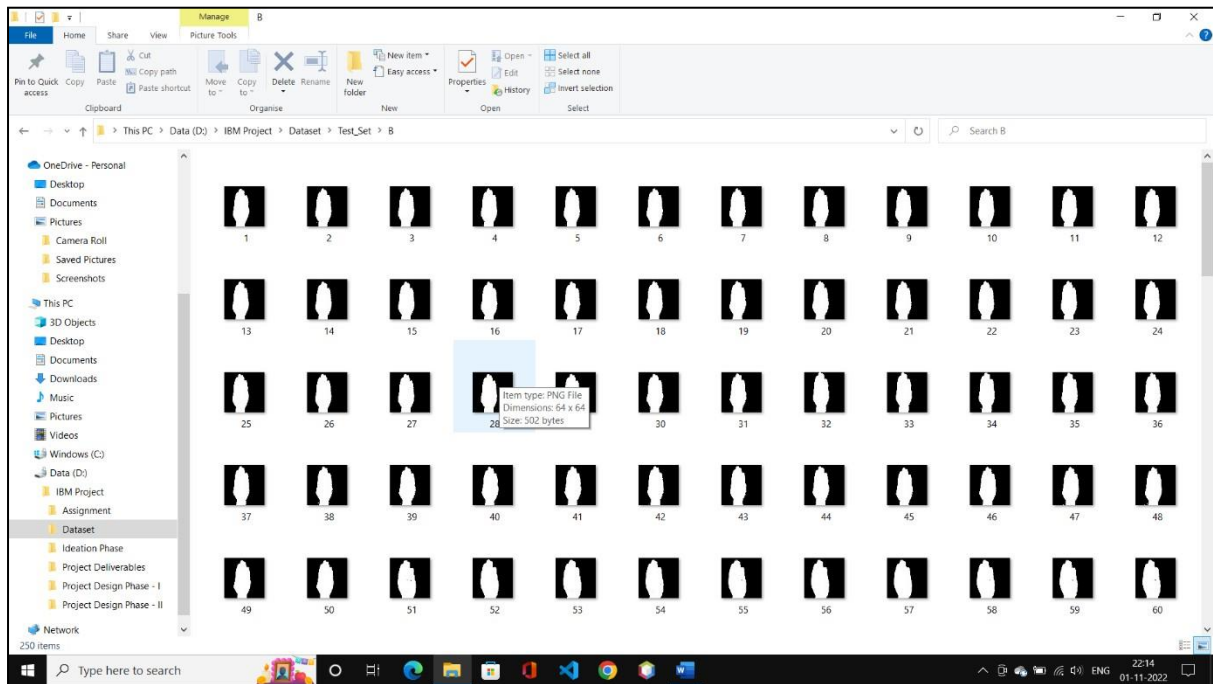 Manage B
File Home Share View Picture Tools
Pin to Quick access
Copy
Paste
Cut
Copy path
Paste shortcut
Clipboard
Move to
Copy to
Delete
Rename
Organise
New folder
New item
Easy access
New
Properties
Open
Edit
History
Open
Select all
Select none
Invert selection
Select
This PC > Data (D:) > IBM Project > Dataset > Test_Set > B
Search B
OneDrive - Personal
Desktop
Documents
Pictures
Camera Roll
Saved Pictures
Screenshots
This PC
3D Objects
Desktop
Documents
Downloads
Music
Pictures
Videos
Windows (C:)
Data (D:)
IBM Project
Assignment
Dataset
Ideation Phase
Project Deliverables
Project Design Phase - I
Project Design Phase - II
Network
1 2 3 4 5 6 7 8 9 10 11 12
13 14 15 16 17 18 19 20 21 22 23 24
25 26 27 28 30 31 32 33 34 35 36
Item type: PNG File
Dimensions: 64 x 64
Size: 502 bytes
37 38 39 40 41 42 43 44 45 46 47 48
49 50 51 52 53 54 55 56 57 58 59 60
250 items
Type here to search
ENG
22:14
01-11-2022